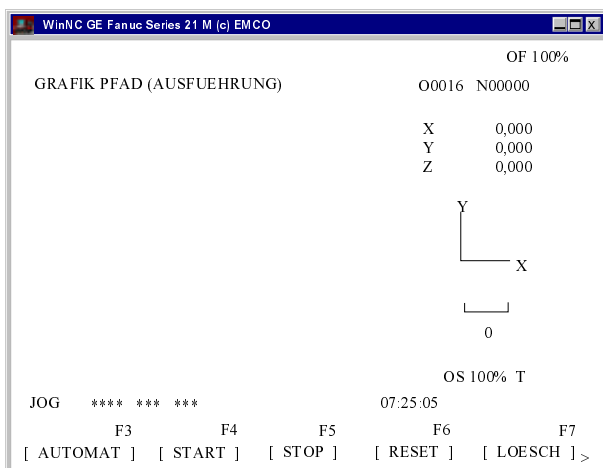 WinNC GE Fanuc Series 21 M (c) EMCO
OF 100%
GRAFIK PFAD (AUSFUEHRUNG) O0016 N00000
X 0,000
Y 0,000
Z 0,000
Y
X
0
OS 100% T
JOG **** *** *** 07:25:05
F3 F4 F5 F6 F7
[ AUTOMAT ] [ START ] [ STOP ] [ RESET ] [ LOESCH ] >